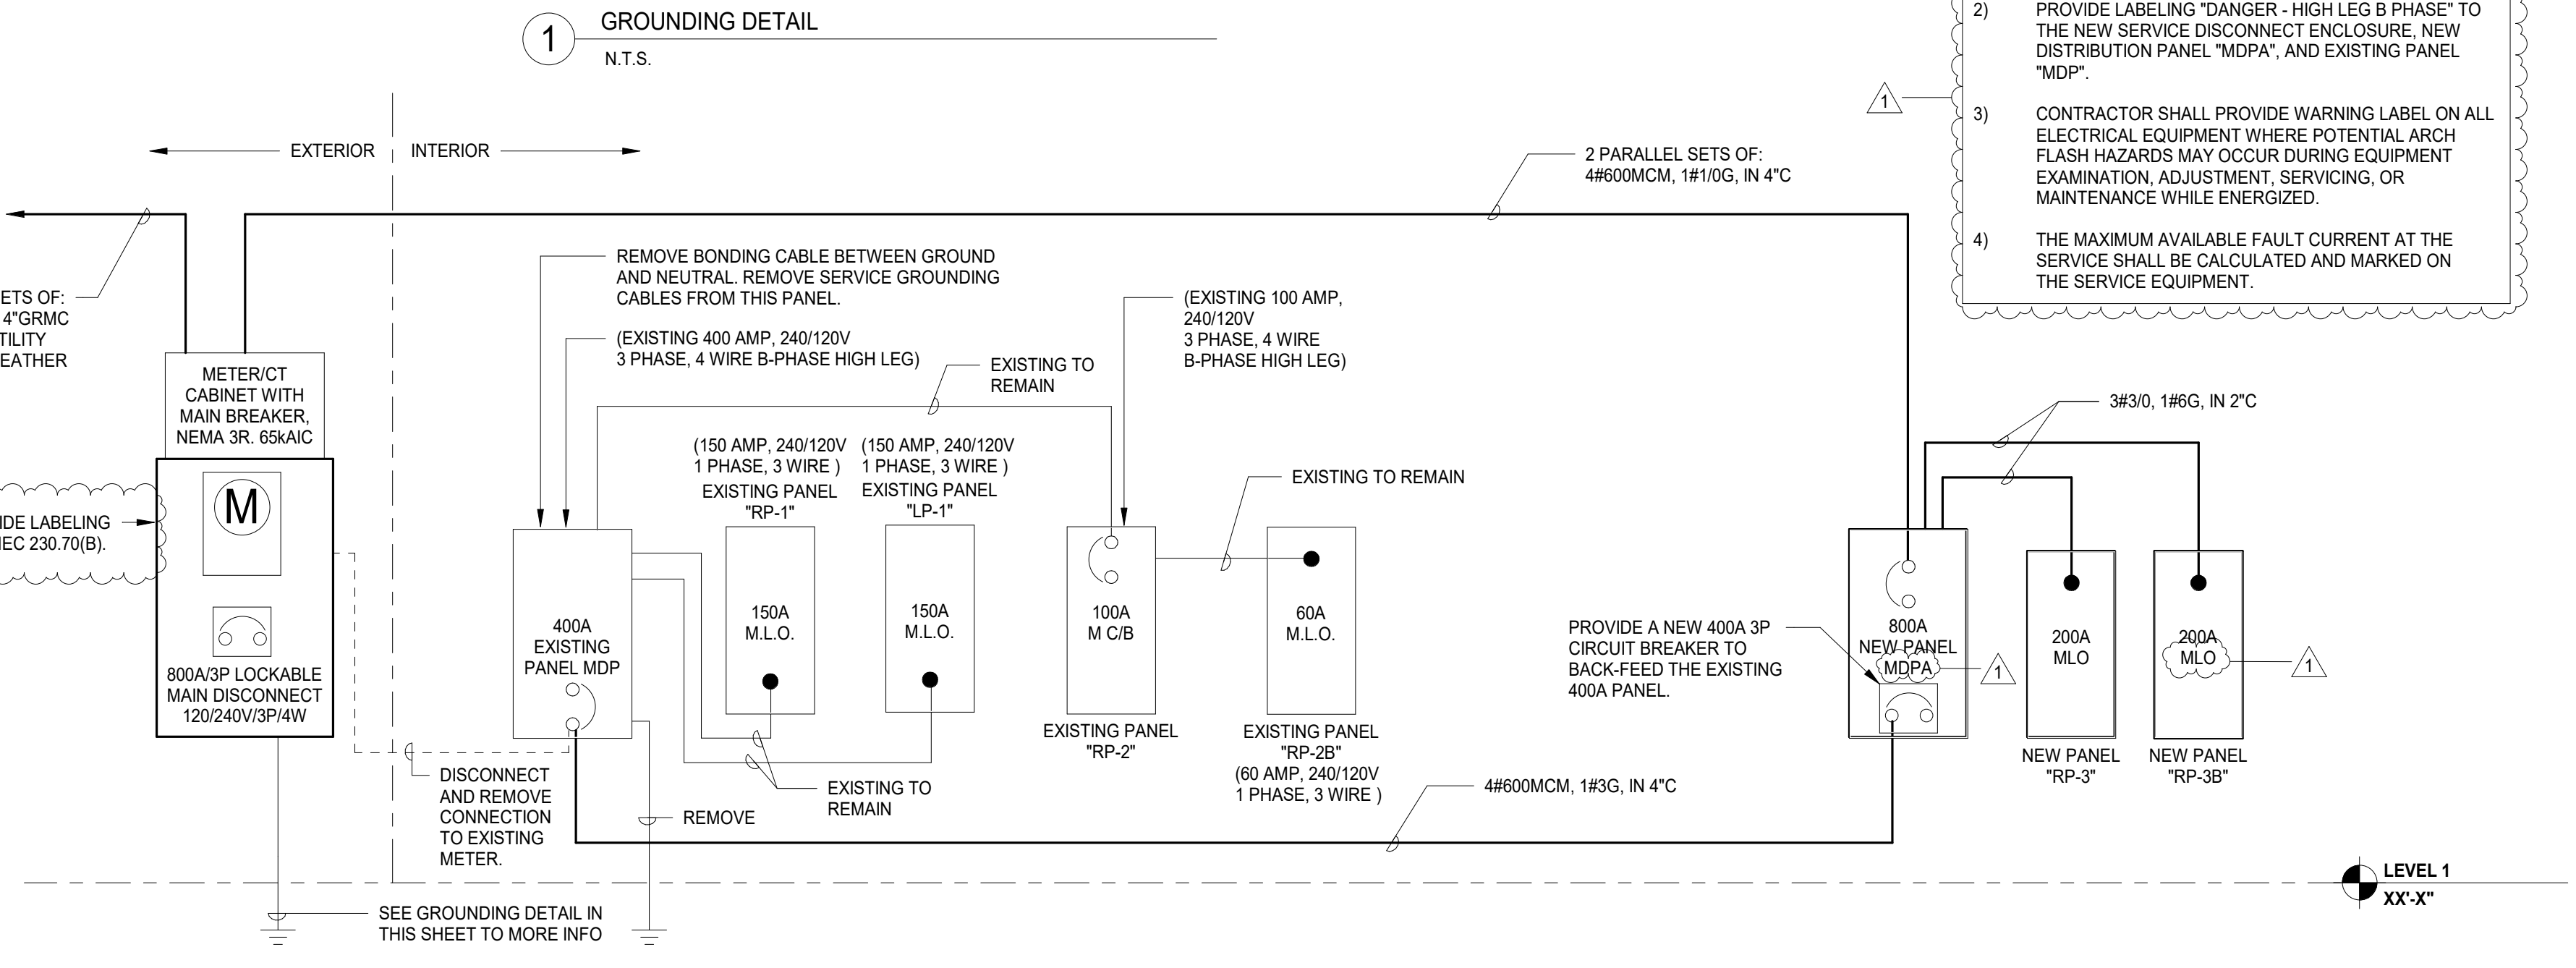 1
GROUNDING DETAIL
N.T.S.
2) PROVIDE LABELING "DANGER - HIGH LEG B PHASE" TO
THE NEW SERVICE DISCONNECT ENCLOSURE, NEW
DISTRIBUTION PANEL "MDPA", AND EXISTING PANEL
"MDP".
1
3) CONTRACTOR SHALL PROVIDE WARNING LABEL ON ALL
ELECTRICAL EQUIPMENT WHERE POTENTIAL ARCH
FLASH HAZARDS MAY OCCUR DURING EQUIPMENT
EXAMINATION, ADJUSTMENT, SERVICING, OR
MAINTENANCE WHILE ENERGIZED.
4) THE MAXIMUM AVAILABLE FAULT CURRENT AT THE
SERVICE SHALL BE CALCULATED AND MARKED ON
THE SERVICE EQUIPMENT.
EXTERIOR
INTERIOR
2 PARALLEL SETS OF:
4#600MCM, 1#1/0G, IN 4"C
REMOVE BONDING CABLE BETWEEN GROUND
AND NEUTRAL. REMOVE SERVICE GROUNDING
CABLES FROM THIS PANEL.
ETS OF:
4"GRMC
TILITY
EATHER
(EXISTING 400 AMP, 240/120V
3 PHASE, 4 WIRE B-PHASE HIGH LEG)
EXISTING TO
REMAIN
(EXISTING 100 AMP,
240/120V
3 PHASE, 4 WIRE
B-PHASE HIGH LEG)
METER/CT
CABINET WITH
MAIN BREAKER,
NEMA 3R. 65kAIC
3#3/0, 1#6G, IN 2"C
(150 AMP, 240/120V
1 PHASE, 3 WIRE )
EXISTING PANEL
"RP-1"
(150 AMP, 240/120V
1 PHASE, 3 WIRE )
EXISTING PANEL
"LP-1"
EXISTING TO REMAIN
M
IDE LABELING
NEC 230.70(B).
800A/3P LOCKABLE
MAIN DISCONNECT
120/240V/3P/4W
400A
EXISTING
PANEL MDP
150A
M.L.O.
150A
M.L.O.
100A
M C/B
60A
M.L.O.
PROVIDE A NEW 400A 3P
CIRCUIT BREAKER TO
BACK-FEED THE EXISTING
400A PANEL.
800A
NEW PANEL
MDPA
1
200A
MLO
200A
MLO
1
EXISTING PANEL
"RP-2"
EXISTING PANEL
"RP-2B"
(60 AMP, 240/120V
1 PHASE, 3 WIRE )
NEW PANEL
"RP-3"
NEW PANEL
"RP-3B"
DISCONNECT
AND REMOVE
CONNECTION
TO EXISTING
METER.
EXISTING TO
REMAIN
REMOVE
4#600MCM, 1#3G, IN 4"C
LEVEL 1
XX'-X"
SEE GROUNDING DETAIL IN
THIS SHEET TO MORE INFO